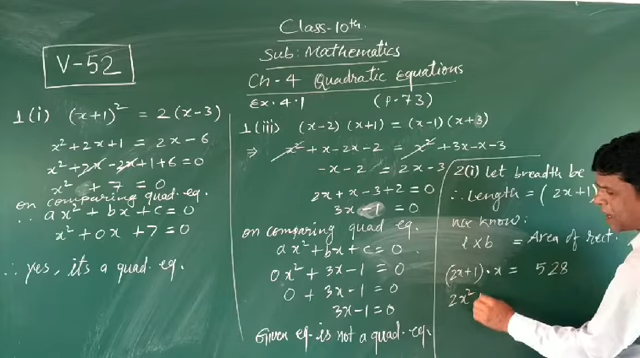 Class-10th.
Sub: Mathematics
Ch-4 Quadratic Equations
V-52
Ex. 4.1 (P-73)
1(i) (x+1)² = 2(x-3)
x²+2x+1 = 2x-6
x²+2x-2x+1+6=0
x² + 7 = 0
on comparing quad. eq.
∴ ax²+bx+c=0
x²+0x+7=0
∴ yes, it's a quad. eq.
1(iii) (x-2)(x+1)=(x-1)(x+3)
⇒ x²+x-2x-2 = x²+3x-x-3
-x-2 = 2x-3
2x+x-3+2=0
3x-1 = 0
on comparing quad eq.
ax²+bx+c=0
0x²+3x-1=0
0+3x-1=0
3x-1=0
Given eq. is not a quad. eq.
2(i) Let breadth be
∴ Length = (2x+1)
we know:
l×b = Area of rect.
(2x+1)·x = 528
2x²